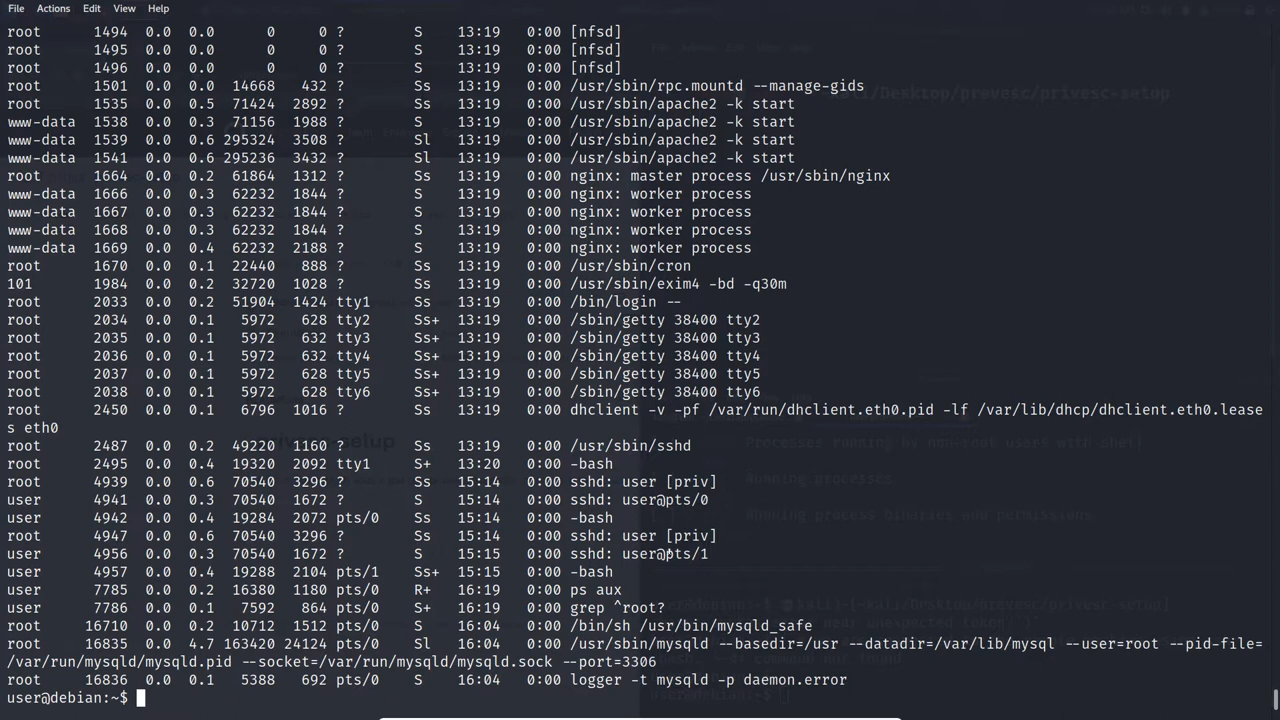 File Actions Edit View Help
root 1494 0.0 0.0 0 0 ? S 13:19 0:00 [nfsd]
root 1495 0.0 0.0 0 0 ? S 13:19 0:00 [nfsd]
root 1496 0.0 0.0 0 0 ? S 13:19 0:00 [nfsd]
root 1501 0.0 0.0 14668 432 ? Ss 13:19 0:00 /usr/sbin/rpc.mountd --manage-gids
root 1535 0.0 0.5 71424 2892 ? Ss 13:19 0:00 /usr/sbin/apache2 -k start
www-data 1538 0.0 0.3 71156 1988 ? S 13:19 0:00 /usr/sbin/apache2 -k start
www-data 1539 0.0 0.6 295324 3508 ? Sl 13:19 0:00 /usr/sbin/apache2 -k start
www-data 1541 0.0 0.6 295236 3432 ? Sl 13:19 0:00 /usr/sbin/apache2 -k start
root 1664 0.0 0.2 61864 1312 ? Ss 13:19 0:00 nginx: master process /usr/sbin/nginx
www-data 1666 0.0 0.3 62232 1844 ? S 13:19 0:00 nginx: worker process
www-data 1667 0.0 0.3 62232 1844 ? S 13:19 0:00 nginx: worker process
www-data 1668 0.0 0.3 62232 1844 ? S 13:19 0:00 nginx: worker process
www-data 1669 0.0 0.4 62232 2188 ? S 13:19 0:00 nginx: worker process
root 1670 0.0 0.1 22440 888 ? Ss 13:19 0:00 /usr/sbin/cron
101 1984 0.0 0.2 32720 1028 ? Ss 13:19 0:00 /usr/sbin/exim4 -bd -q30m
root 2033 0.0 0.2 51904 1424 tty1 Ss 13:19 0:00 /bin/login --
root 2034 0.0 0.1 5972 628 tty2 Ss+ 13:19 0:00 /sbin/getty 38400 tty2
root 2035 0.0 0.1 5972 632 tty3 Ss+ 13:19 0:00 /sbin/getty 38400 tty3
root 2036 0.0 0.1 5972 632 tty4 Ss+ 13:19 0:00 /sbin/getty 38400 tty4
root 2037 0.0 0.1 5972 628 tty5 Ss+ 13:19 0:00 /sbin/getty 38400 tty5
root 2038 0.0 0.1 5972 628 tty6 Ss+ 13:19 0:00 /sbin/getty 38400 tty6
root 2450 0.0 0.1 6796 1016 ? Ss 13:19 0:00 dhclient -v -pf /var/run/dhclient.eth0.pid -lf /var/lib/dhcp/dhclient.eth0.lease
s eth0
root 2487 0.0 0.2 49220 1160 ? Ss 13:19 0:00 /usr/sbin/sshd
root 2495 0.0 0.4 19320 2092 tty1 S+ 13:20 0:00 -bash
root 4939 0.0 0.6 70540 3296 ? Ss 15:14 0:00 sshd: user [priv]
user 4941 0.0 0.3 70540 1672 ? S 15:14 0:00 sshd: user@pts/0
user 4942 0.0 0.4 19284 2072 pts/0 Ss 15:14 0:00 -bash
root 4947 0.0 0.6 70540 3296 ? Ss 15:14 0:00 sshd: user [priv]
user 4956 0.0 0.3 70540 1672 ? S 15:15 0:00 sshd: user@pts/1
user 4957 0.0 0.4 19288 2104 pts/1 Ss+ 15:15 0:00 -bash
user 7785 0.0 0.2 16380 1180 pts/0 R+ 16:19 0:00 ps aux
user 7786 0.0 0.1 7592 864 pts/0 S+ 16:19 0:00 grep ^root?
root 16710 0.0 0.2 10712 1512 pts/0 S 16:04 0:00 /bin/sh /usr/bin/mysqld_safe
root 16835 0.0 4.7 163420 24124 pts/0 Sl 16:04 0:00 /usr/sbin/mysqld --basedir=/usr --datadir=/var/lib/mysql --user=root --pid-file=
/var/run/mysqld/mysqld.pid --socket=/var/run/mysqld/mysqld.sock --port=3306
root 16836 0.0 0.1 5388 692 pts/0 S 16:04 0:00 logger -t mysqld -p daemon.error
user@debian:~$